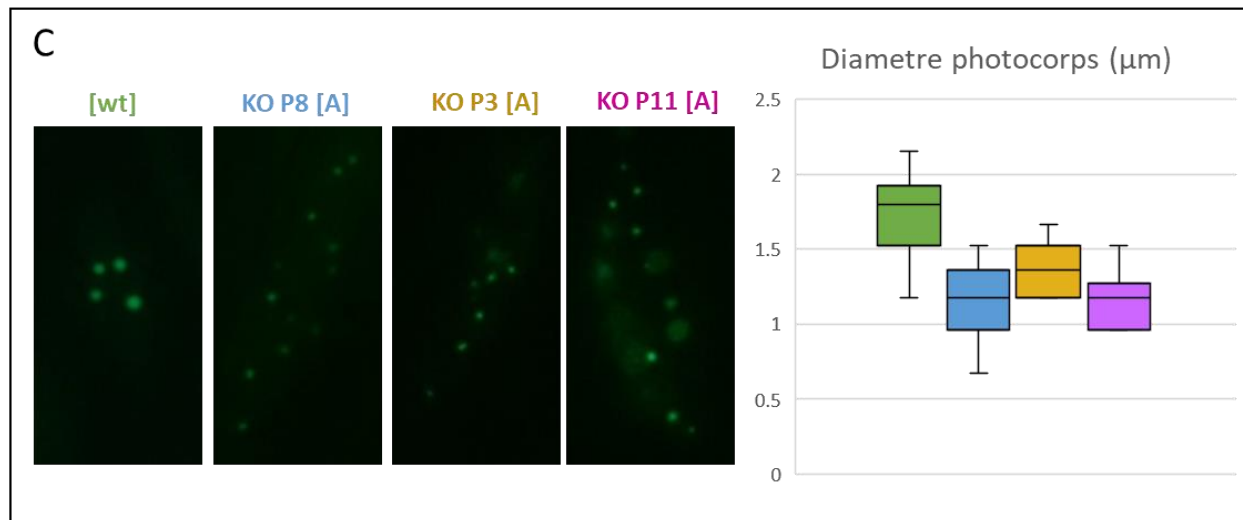 C
[wt]
KO P8 [A]
KO P3 [A]
KO P11 [A]
Diametre photocorps (µm)
2.5
2
1.5
1
0.5
0